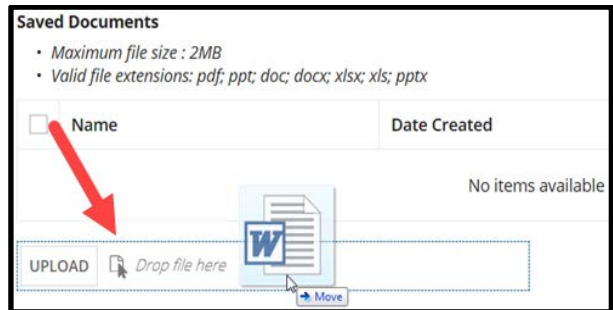 Saved Documents
• Maximum file size : 2MB
• Valid file extensions: pdf; ppt; doc; docx; xlsx; xls; pptx
Name Date Created
No items available
UPLOAD Drop file here W
Move